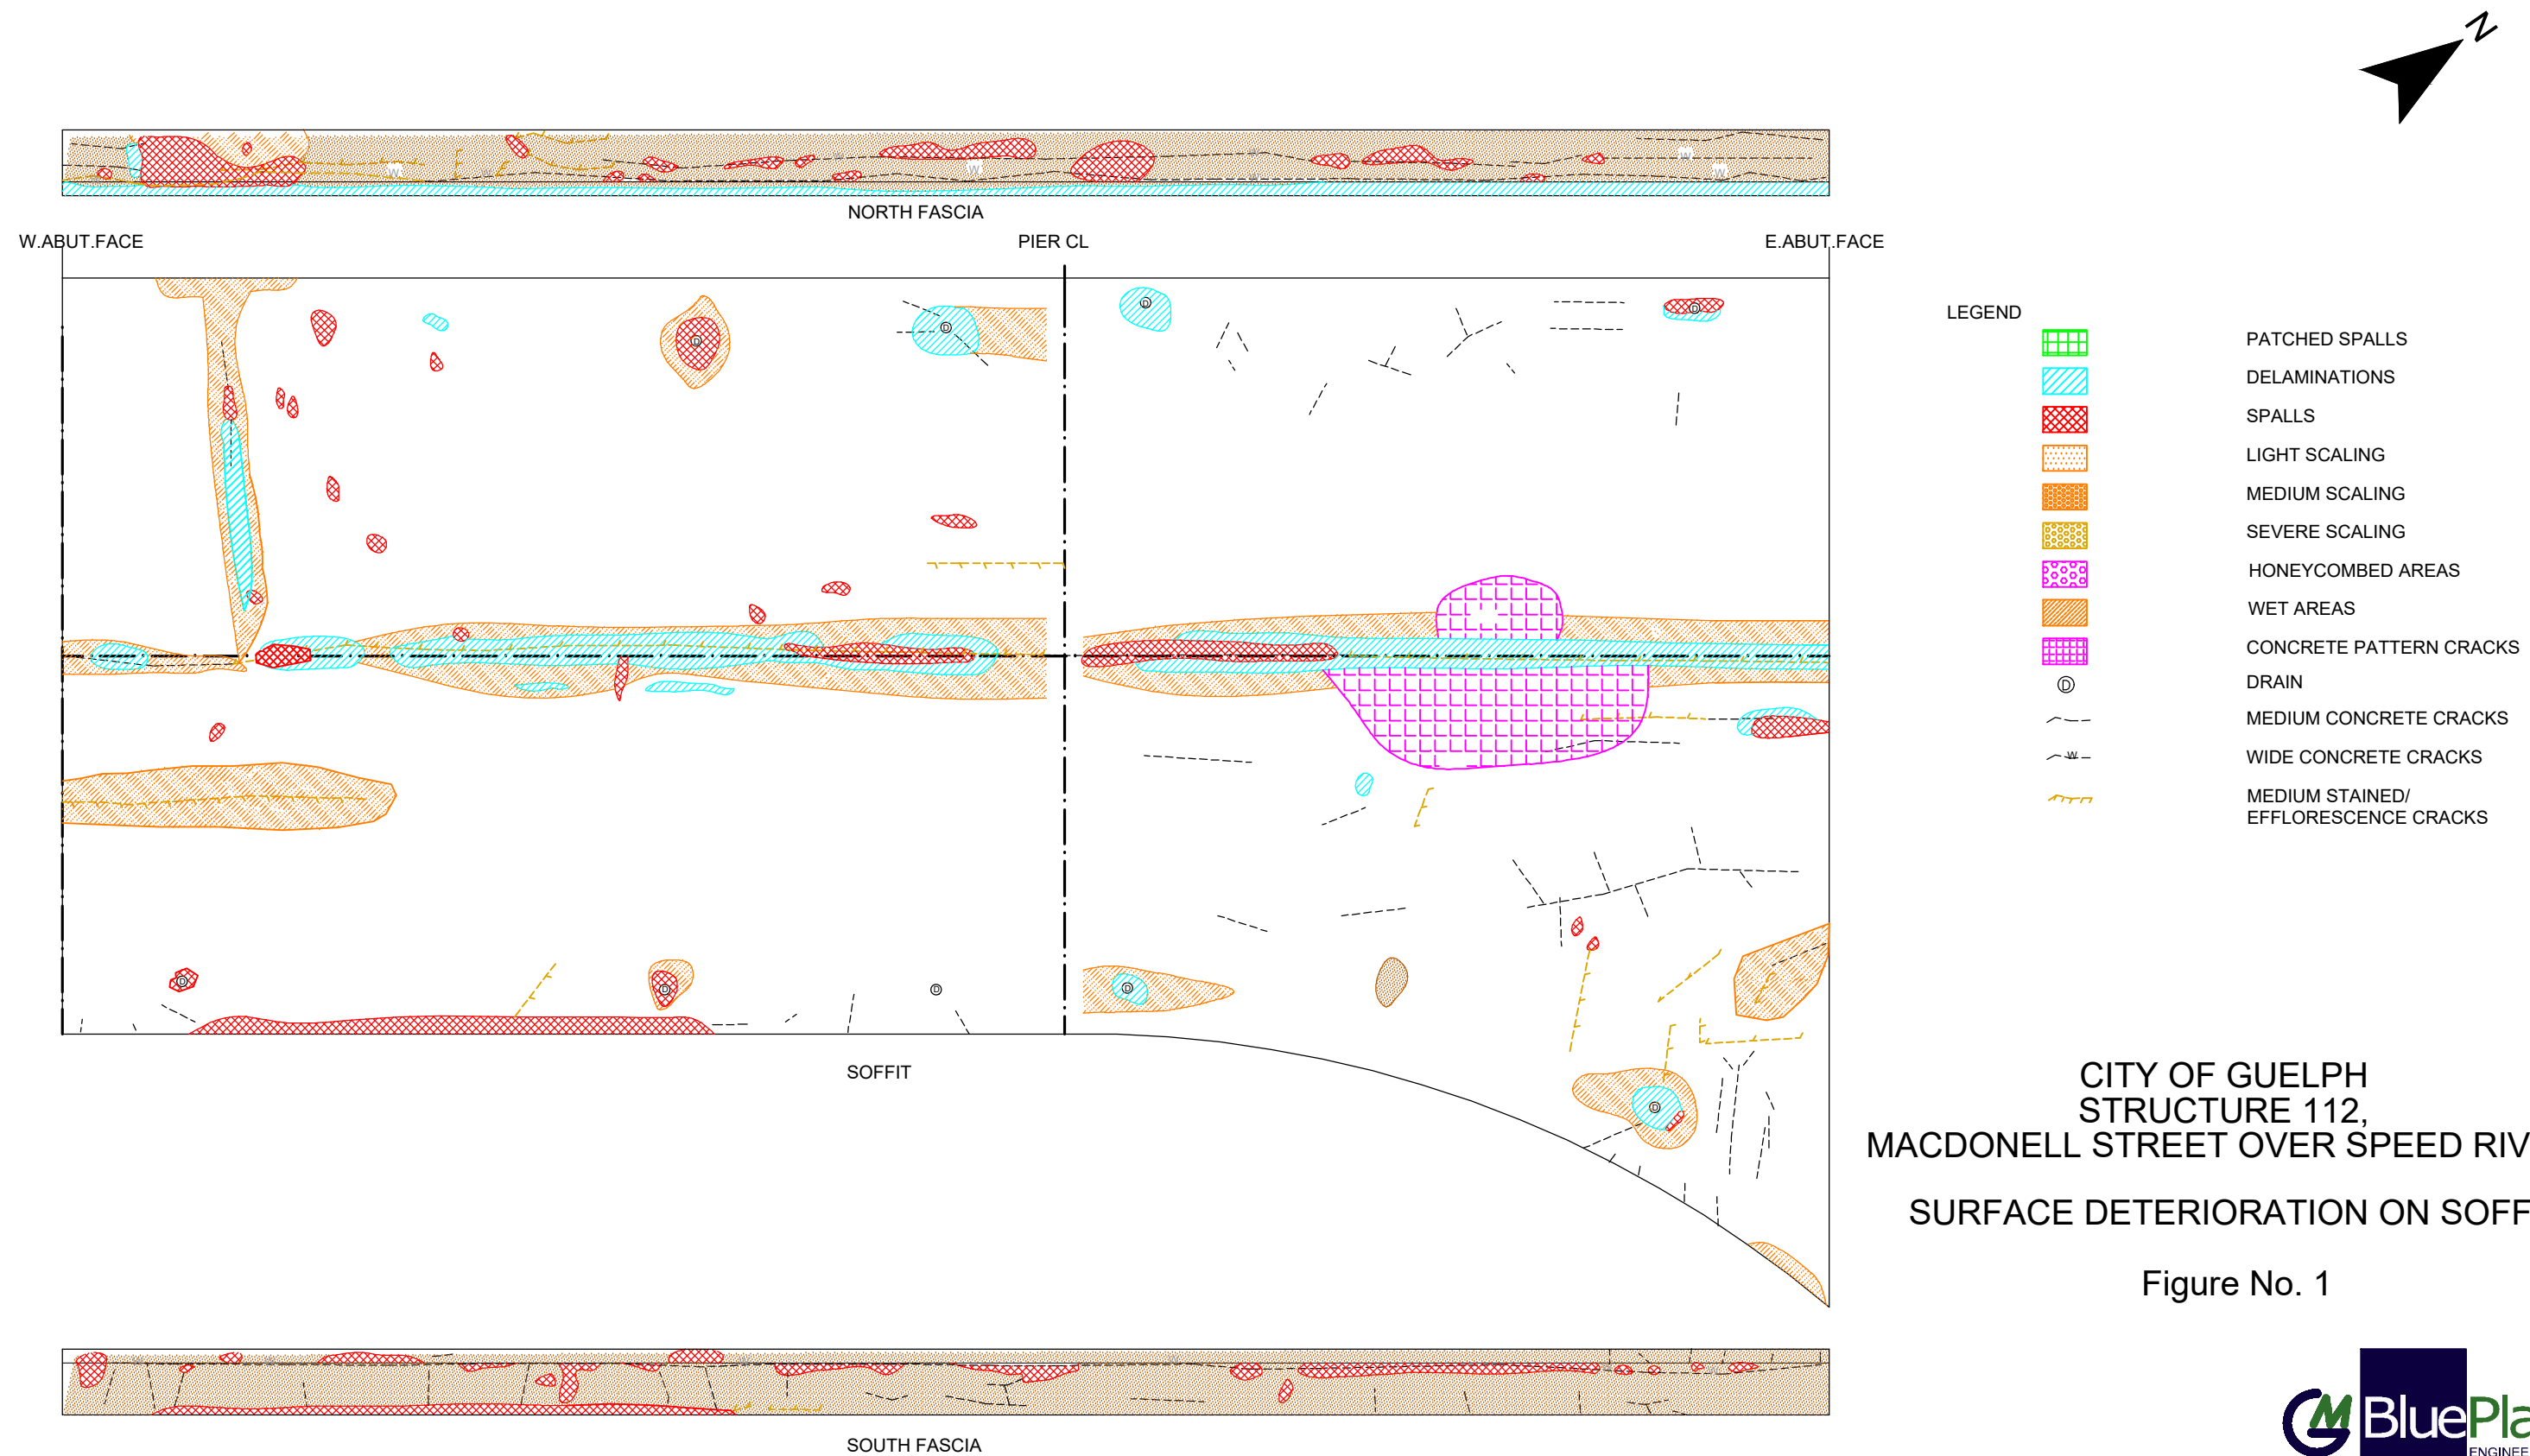 N
NORTH FASCIA
W.ABUT.FACE
PIER CL
E.ABUT.FACE
LEGEND
PATCHED SPALLS
DELAMINATIONS
SPALLS
LIGHT SCALING
MEDIUM SCALING
SEVERE SCALING
HONEYCOMBED AREAS
WET AREAS
CONCRETE PATTERN CRACKS
D
DRAIN
MEDIUM CONCRETE CRACKS
W
WIDE CONCRETE CRACKS
MEDIUM STAINED/
EFFLORESCENCE CRACKS
SOFFIT
CITY OF GUELPH
STRUCTURE 112,
MACDONELL STREET OVER SPEED RIV
SURFACE DETERIORATION ON SOFF
Figure No. 1
SOUTH FASCIA
GM BluePla
ENGINEE